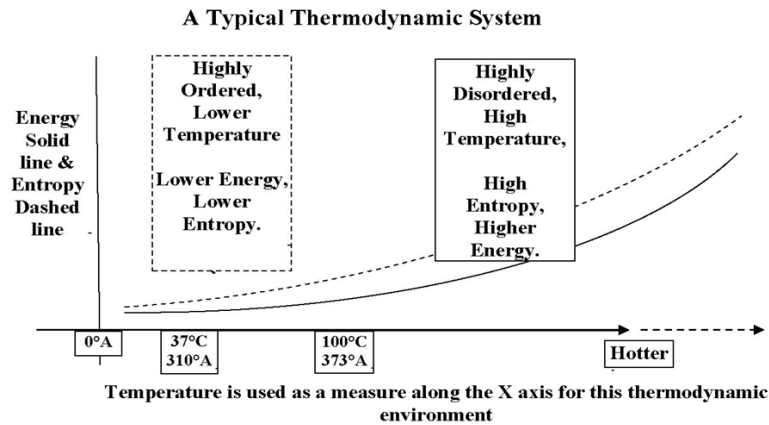 A Typical Thermodynamic System
Energy
Solid
line &
Entropy
Dashed
line
Highly
Ordered,
Lower
Temperature
Lower Energy,
Lower
Entropy.
Highly
Disordered,
High
Temperature,
High
Entropy,
Higher
Energy.
0°A
37°C
310°A
100°C
373°A
Hotter
Temperature is used as a measure along the X axis for this thermodynamic
environment